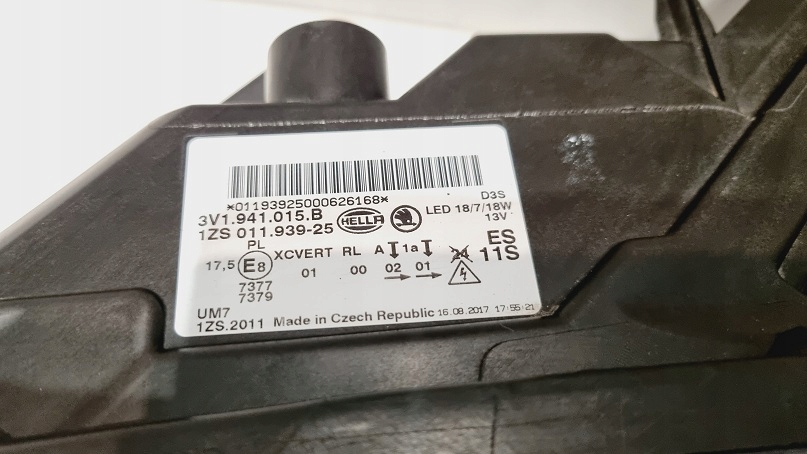 *01193925000626168*
D3S
3V1.941.015.B HELLA LED 18/7/18W
1ZS 011.939-25 13V
PL ES
17,5 E8 XCVERT RL A 1a 24 11S
01 00 02 01
7377
7379
UM7
1ZS.2011 Made in Czech Republic 16.08.2017 17:55:21